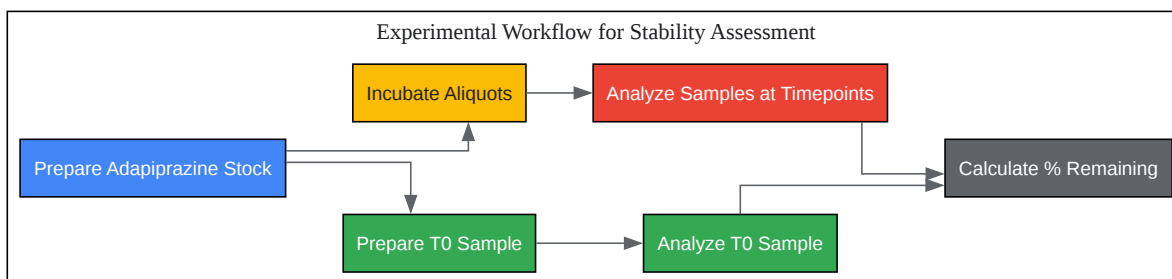 Experimental Workflow for Stability Assessment
Incubate Aliquots
Analyze Samples at Timepoints
Prepare Adapiprazine Stock
Calculate % Remaining
Prepare T0 Sample
Analyze T0 Sample